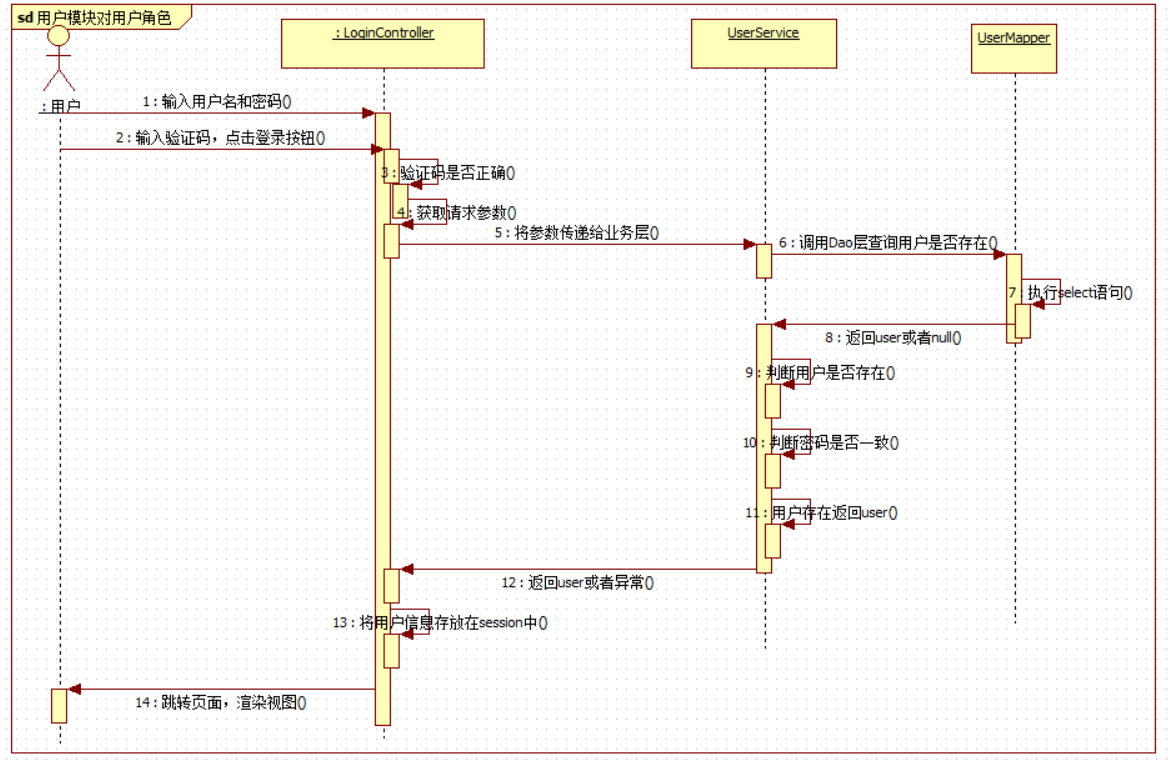 sd 用户模块对用户角色
: LoginController
UserService
UserMapper
: 用户
1 : 输入用户名和密码()
2 : 输入验证码，点击登录按钮()
3 : 验证码是否正确()
4 : 获取请求参数()
5 : 将参数传递给业务层()
6 : 调用Dao层查询用户是否存在()
7 : 执行select语句()
8 : 返回user或者null()
9 : 判断用户是否存在()
10 : 判断密码是否一致()
11 : 用户存在返回user()
12 : 返回user或者异常()
13 : 将用户信息存放在session中()
14 : 跳转页面，渲染视图()